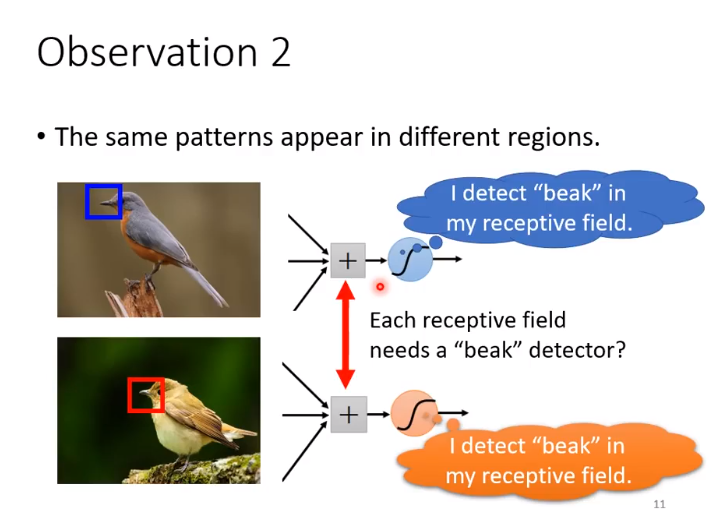 Observation 2
• The same patterns appear in different regions.
I detect “beak” in
my receptive field.
+
Each receptive field
needs a “beak” detector?
+
I detect “beak” in
my receptive field.
11